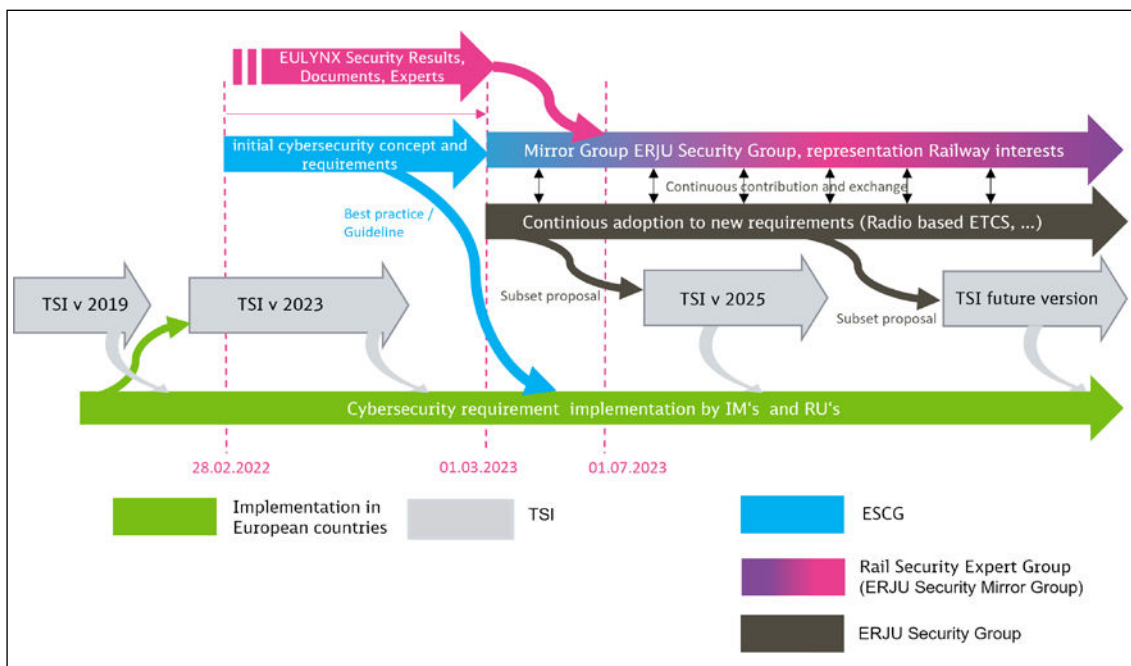 EULYNX Security Results,
Documents, Experts
initial cybersecurity concept and
requirements
Mirror Group ERJU Security Group, representation Railway interests
Continuous contribution and exchange
Best practice /
Guideline
Continious adoption to new requirements (Radio based ETCS, ...)
TSI v 2019
TSI v 2023
Subset proposal
TSI v 2025
Subset proposal
TSI future version
Cybersecurity requirement implementation by IM's and RU's
28.02.2022
01.03.2023
01.07.2023
Implementation in
European countries
TSI
ESCG
Rail Security Expert Group
(ERJU Security Mirror Group)
ERJU Security Group